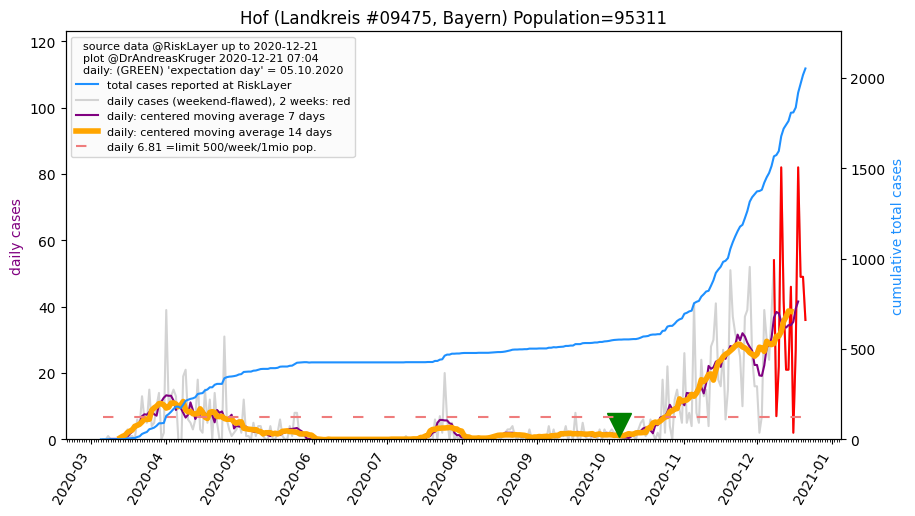 Hof (Landkreis #09475, Bayern) Population=95311
source data @RiskLayer up to 2020-12-21
plot @DrAndreasKruger 2020-12-21 07:04
daily: (GREEN) 'expectation day' = 05.10.2020
total cases reported at RiskLayer
daily cases (weekend-flawed), 2 weeks: red
daily: centered moving average 7 days
daily: centered moving average 14 days
daily 6.81 =limit 500/week/1mio pop.
daily cases
120
100
80
60
40
20
0
cumulative total cases
2000
1500
1000
500
0
2020-03
2020-04
2020-05
2020-06
2020-07
2020-08
2020-09
2020-10
2020-11
2020-12
2021-01